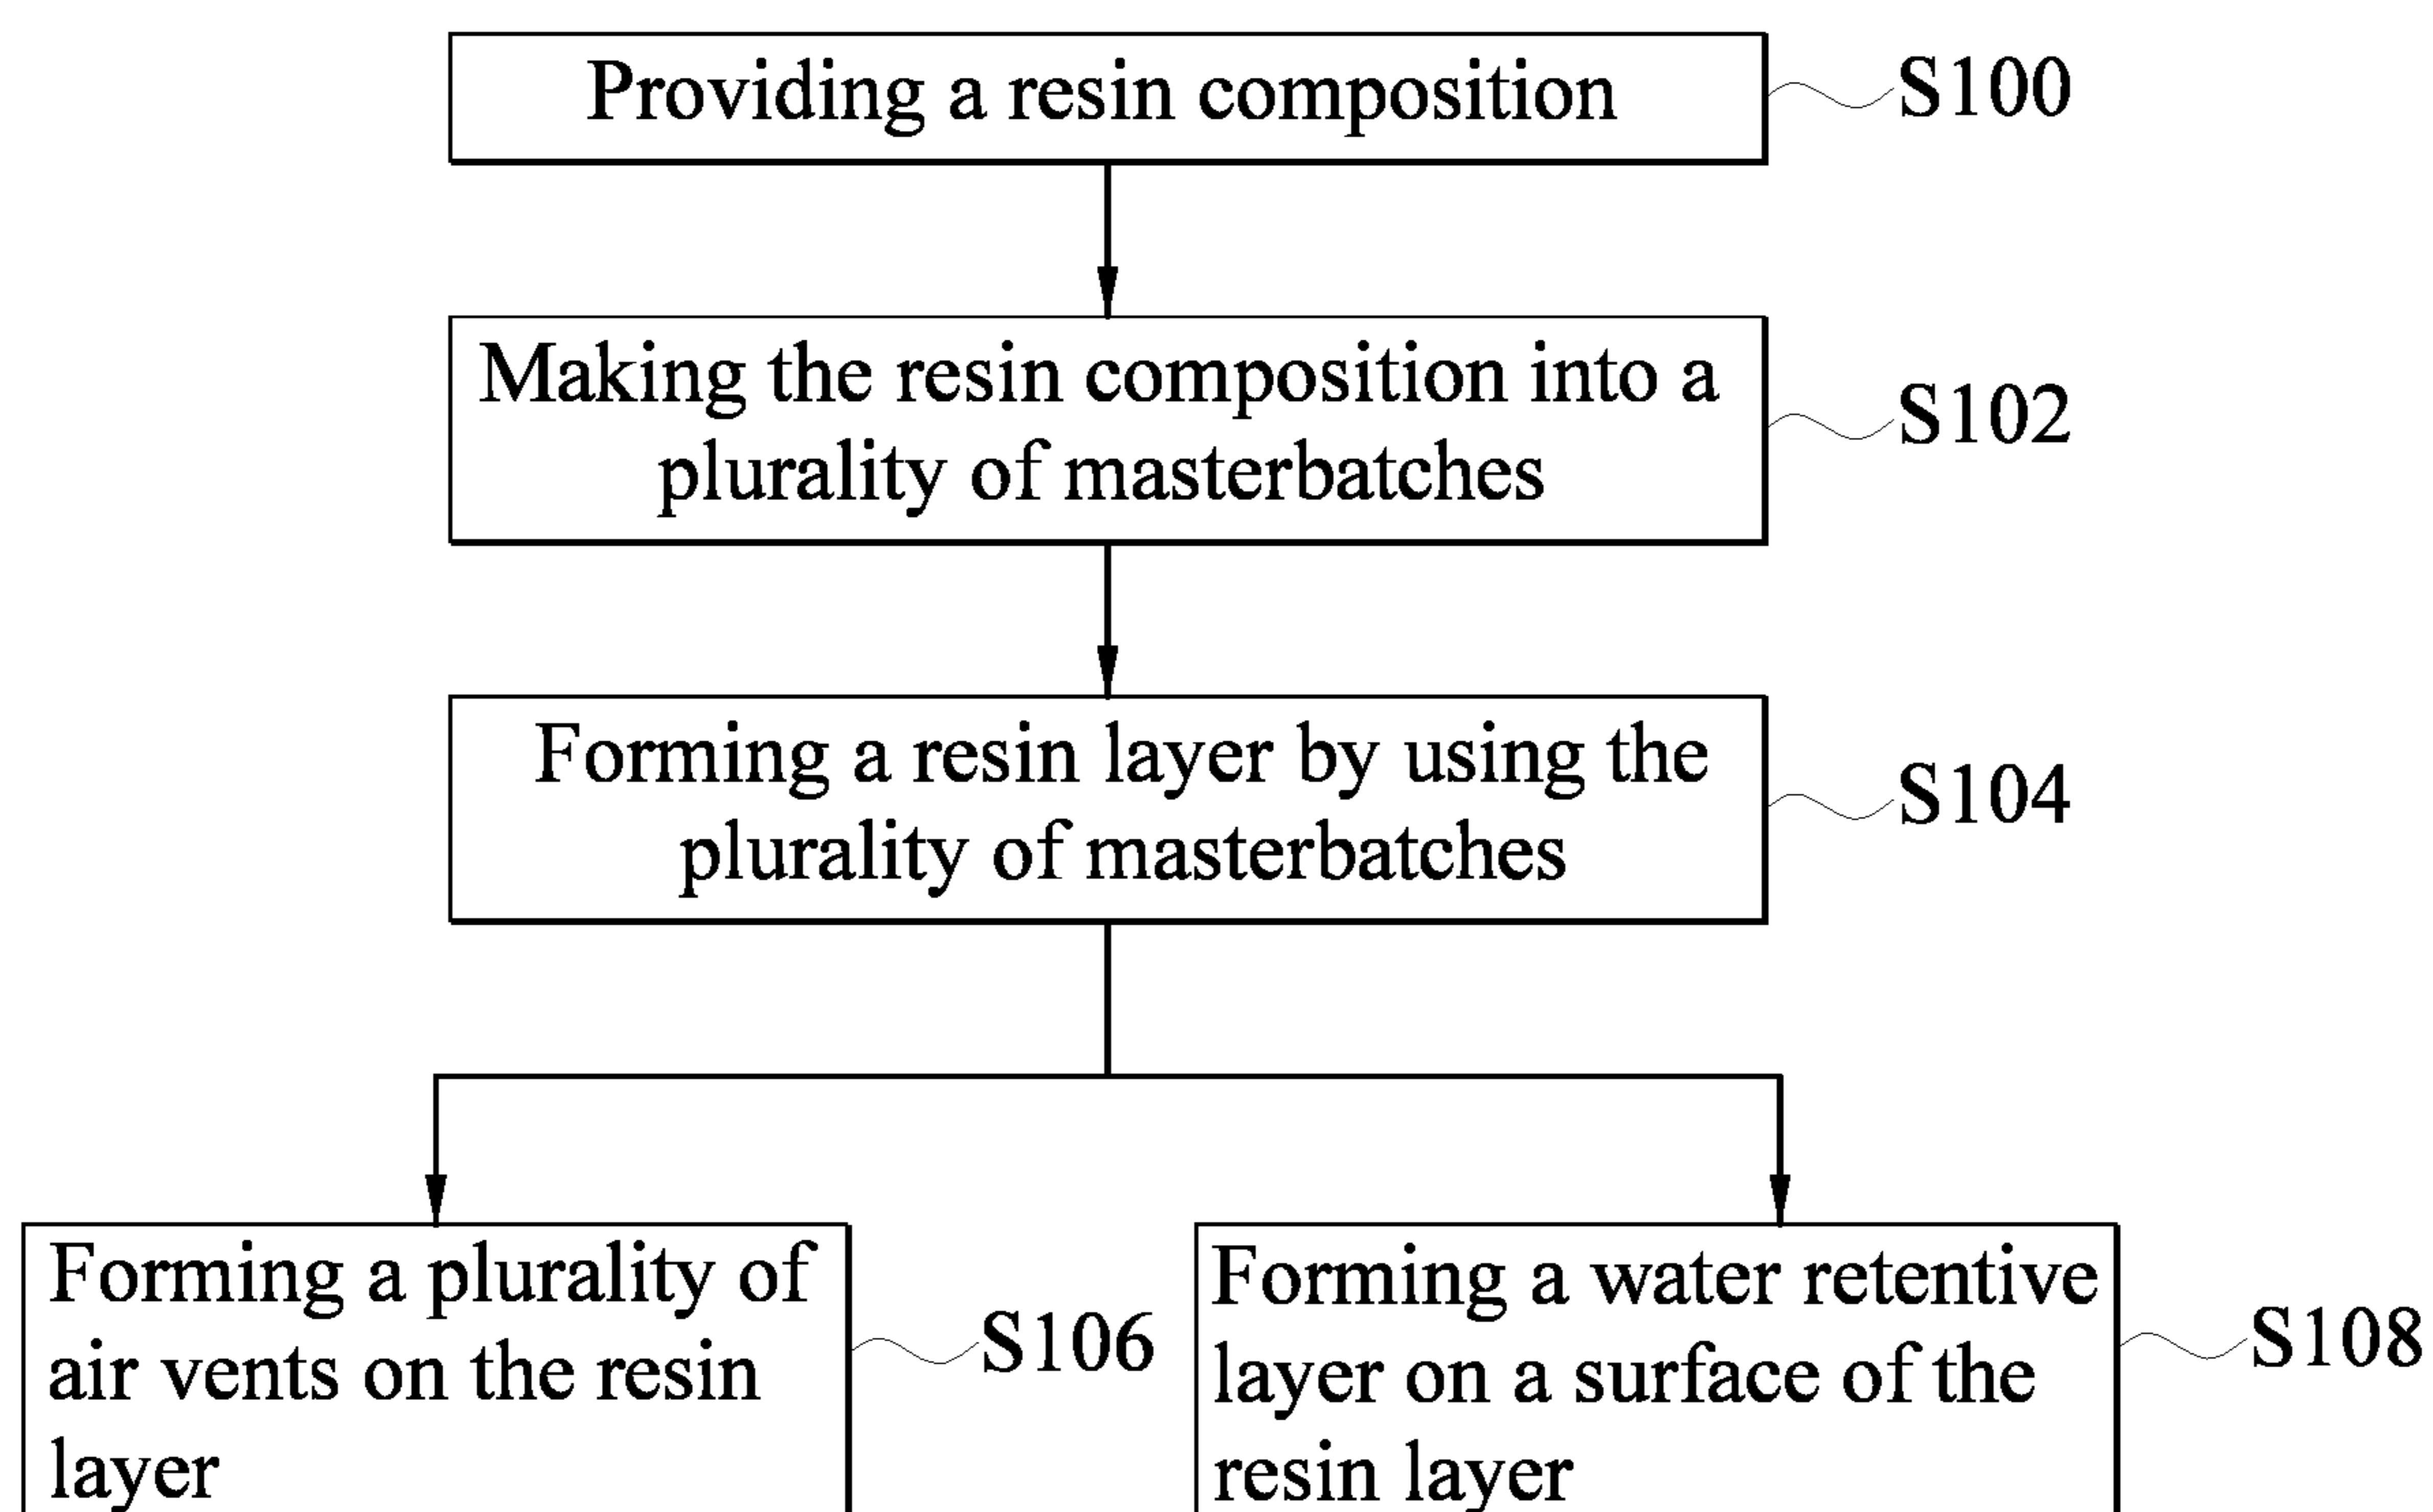 Providing a resin composition
S100
Making the resin composition into a
plurality of masterbatches
S102
Forming a resin layer by using the
plurality of masterbatches
S104
Forming a plurality of
air vents on the resin
layer
S106
Forming a water retentive
layer on a surface of the
resin layer
S108